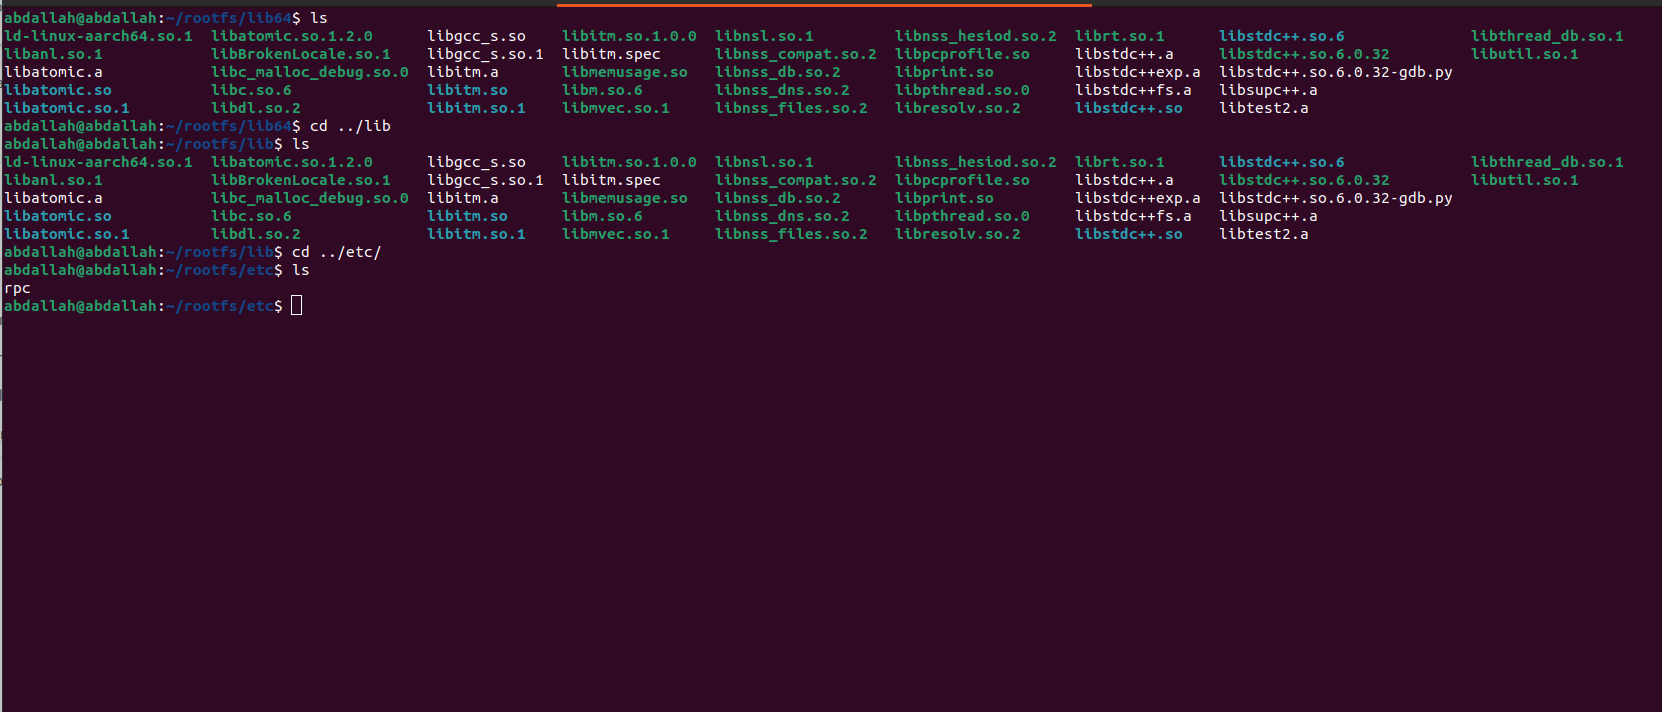 abdallah@abdallah:~/rootfs/lib64$ ls
ld-linux-aarch64.so.1 libatomic.so.1.2.0 libgcc_s.so libitm.so.1.0.0 libnsl.so.1 libnss_hesiod.so.2 librt.so.1 libstdc++.so.6 libthread_db.so.1
libanl.so.1 libBrokenLocale.so.1 libgcc_s.so.1 libitm.spec libnss_compat.so.2 libpcprofile.so libstdc++.a libstdc++.so.6.0.32 libutil.so.1
libatomic.a libc_malloc_debug.so.0 libitm.a libmemusage.so libnss_db.so.2 libprint.so libstdc++exp.a libstdc++.so.6.0.32-gdb.py
libatomic.so libc.so.6 libitm.so libm.so.6 libnss_dns.so.2 libpthread.so.0 libstdc++fs.a libsupc++.a
libatomic.so.1 libdl.so.2 libitm.so.1 libmvec.so.1 libnss_files.so.2 libresolv.so.2 libstdc++.so libtest2.a
abdallah@abdallah:~/rootfs/lib64$ cd ../lib
abdallah@abdallah:~/rootfs/lib$ ls
ld-linux-aarch64.so.1 libatomic.so.1.2.0 libgcc_s.so libitm.so.1.0.0 libnsl.so.1 libnss_hesiod.so.2 librt.so.1 libstdc++.so.6 libthread_db.so.1
libanl.so.1 libBrokenLocale.so.1 libgcc_s.so.1 libitm.spec libnss_compat.so.2 libpcprofile.so libstdc++.a libstdc++.so.6.0.32 libutil.so.1
libatomic.a libc_malloc_debug.so.0 libitm.a libmemusage.so libnss_db.so.2 libprint.so libstdc++exp.a libstdc++.so.6.0.32-gdb.py
libatomic.so libc.so.6 libitm.so libm.so.6 libnss_dns.so.2 libpthread.so.0 libstdc++fs.a libsupc++.a
libatomic.so.1 libdl.so.2 libitm.so.1 libmvec.so.1 libnss_files.so.2 libresolv.so.2 libstdc++.so libtest2.a
abdallah@abdallah:~/rootfs/lib$ cd ../etc/
abdallah@abdallah:~/rootfs/etc$ ls
rpc
abdallah@abdallah:~/rootfs/etc$